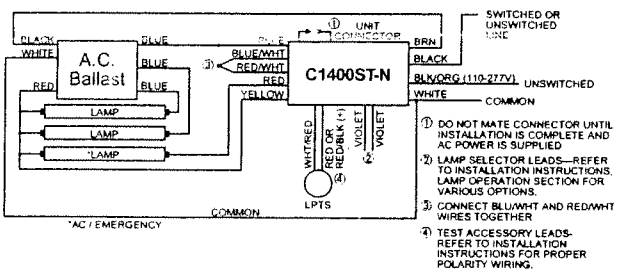 ① UNIT CONNECTOR
SWITCHED OR
UNSWITCHED
LINE
BLACK
BLUE
BLUE
BRN
WHITE
A.C.
Ballast
BLUE
BLUE/WHT
③
RED/WHT
C1400ST-N
BLACK
BLK/ORG (110-277V)
UNSWITCHED
RED
BLUE
RED
YELLOW
WHITE
COMMON
LAMP
LAMP
*LAMP
WHT/RED
RED OR
RED/BLK (+)
VIOLET
VIOLET
②
④
LPTS
COMMON
*AC / EMERGENCY
① DO NOT MATE CONNECTOR UNTIL
INSTALLATION IS COMPLETE AND
AC POWER IS SUPPLIED
② LAMP SELECTOR LEADS—REFER
TO INSTALLATION INSTRUCTIONS,
LAMP OPERATION SECTION FOR
VARIOUS OPTIONS.
③ CONNECT BLU/WHT AND RED/WHT
WIRES TOGETHER
④ TEST ACCESSORY LEADS-
REFER TO INSTALLATION
INSTRUCTIONS FOR PROPER
POLARITY WIRING.